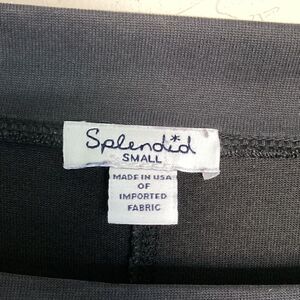 Splendid
SMALL
MADE IN USA
OF
IMPORTED
FABRIC